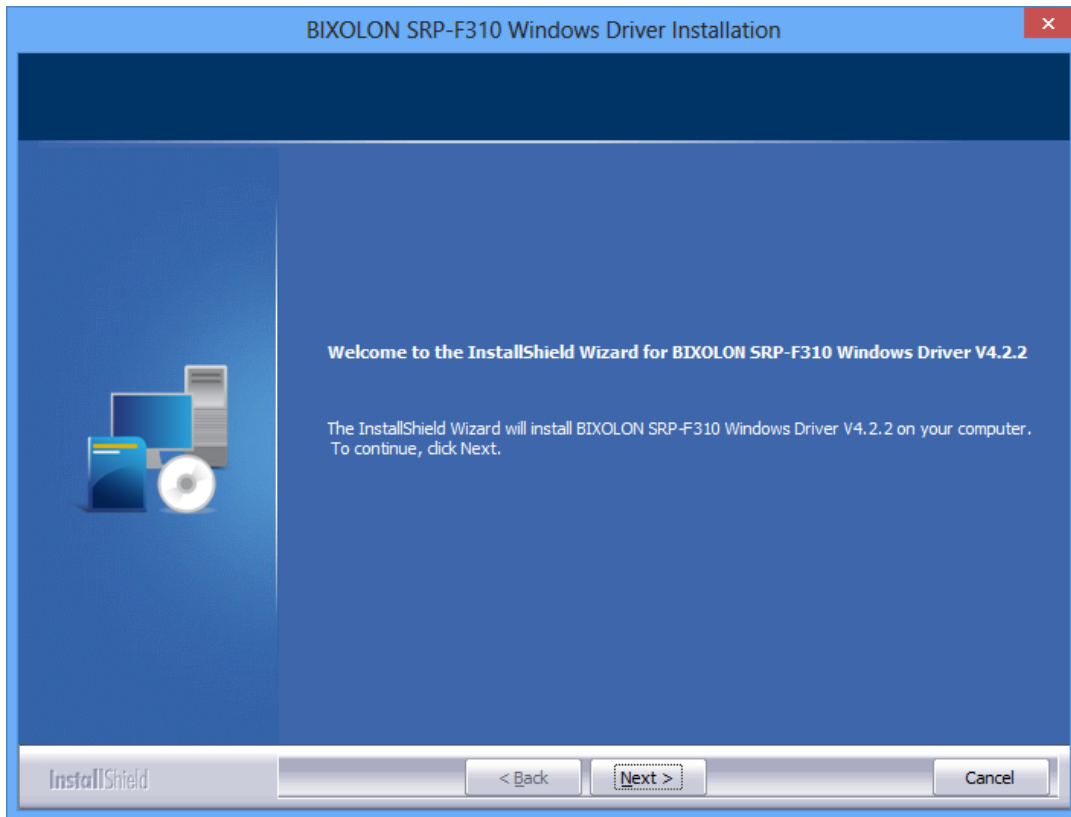 BIXOLON SRP-F310 Windows Driver Installation
Welcome to the InstallShield Wizard for BIXOLON SRP-F310 Windows Driver V4.2.2
The InstallShield Wizard will install BIXOLON SRP-F310 Windows Driver V4.2.2 on your computer.
To continue, click Next.
InstallShield
< Back
Next >
Cancel